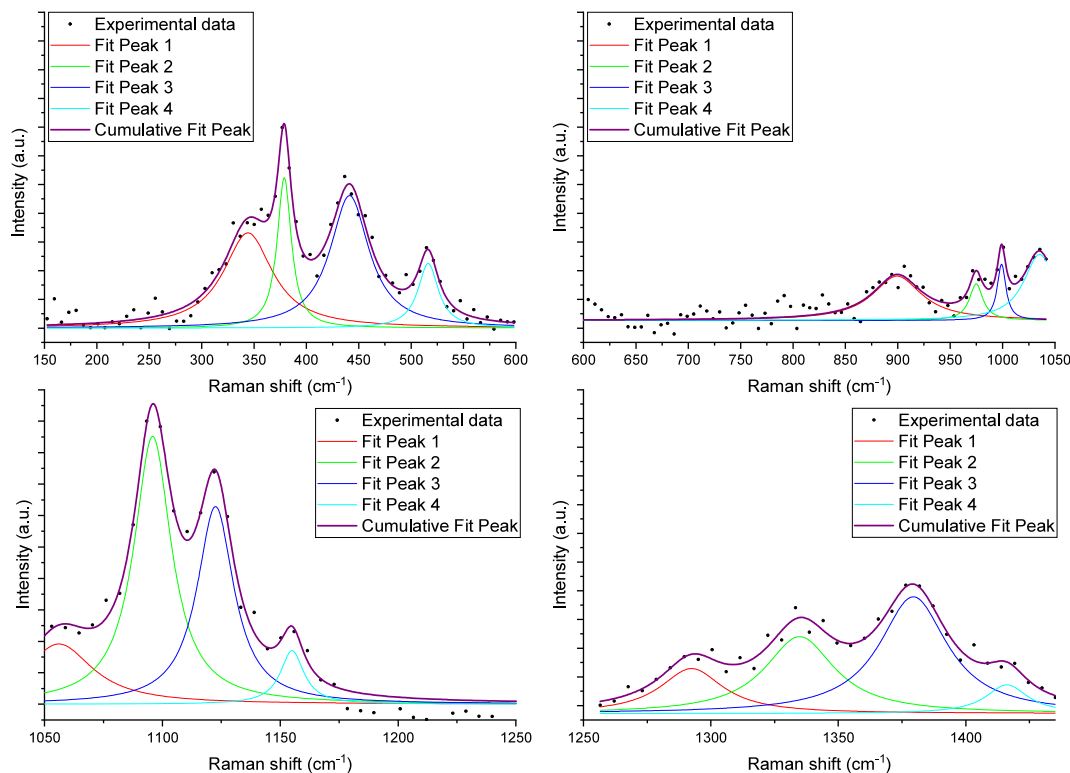 Experimental data
Fit Peak 1
Fit Peak 2
Fit Peak 3
Fit Peak 4
Cumulative Fit Peak
Intensity (a.u.)
150 200 250 300 350 400 450 500 550 600
Raman shift (cm⁻¹)
Experimental data
Fit Peak 1
Fit Peak 2
Fit Peak 3
Fit Peak 4
Cumulative Fit Peak
Intensity (a.u.)
600 650 700 750 800 850 900 950 1000 1050
Raman shift (cm⁻¹)
Experimental data
Fit Peak 1
Fit Peak 2
Fit Peak 3
Fit Peak 4
Cumulative Fit Peak
Intensity (a.u.)
1050 1100 1150 1200 1250
Raman shift (cm⁻¹)
Experimental data
Fit Peak 1
Fit Peak 2
Fit Peak 3
Fit Peak 4
Cumulative Fit Peak
Intensity (a.u.)
1250 1300 1350 1400
Raman shift (cm⁻¹)